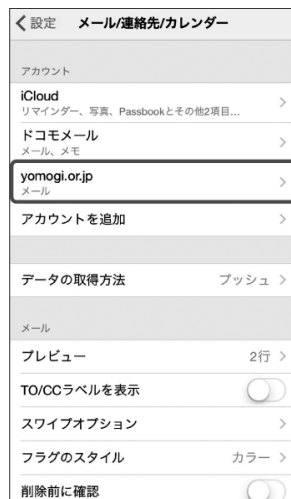 設定 メール/連絡先/カレンダー
アカウント
iCloud
リマインダー、写真、Passbookとその他2項目...
ドコモメール
メール、メモ
yomogi.or.jp
メール
アカウントを追加
データの取得方法 プッシュ
メール
プレビュー 2行
TO/CCラベルを表示
スワイプオプション
フラグのスタイル カラー
削除前に確認